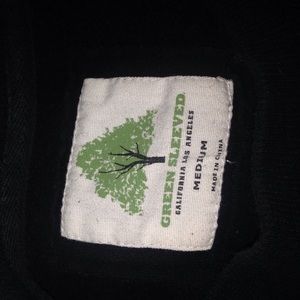 GREEN SLEEVED
CALIFORNIA LOS ANGELES
MEDIUM
MADE IN CHINA